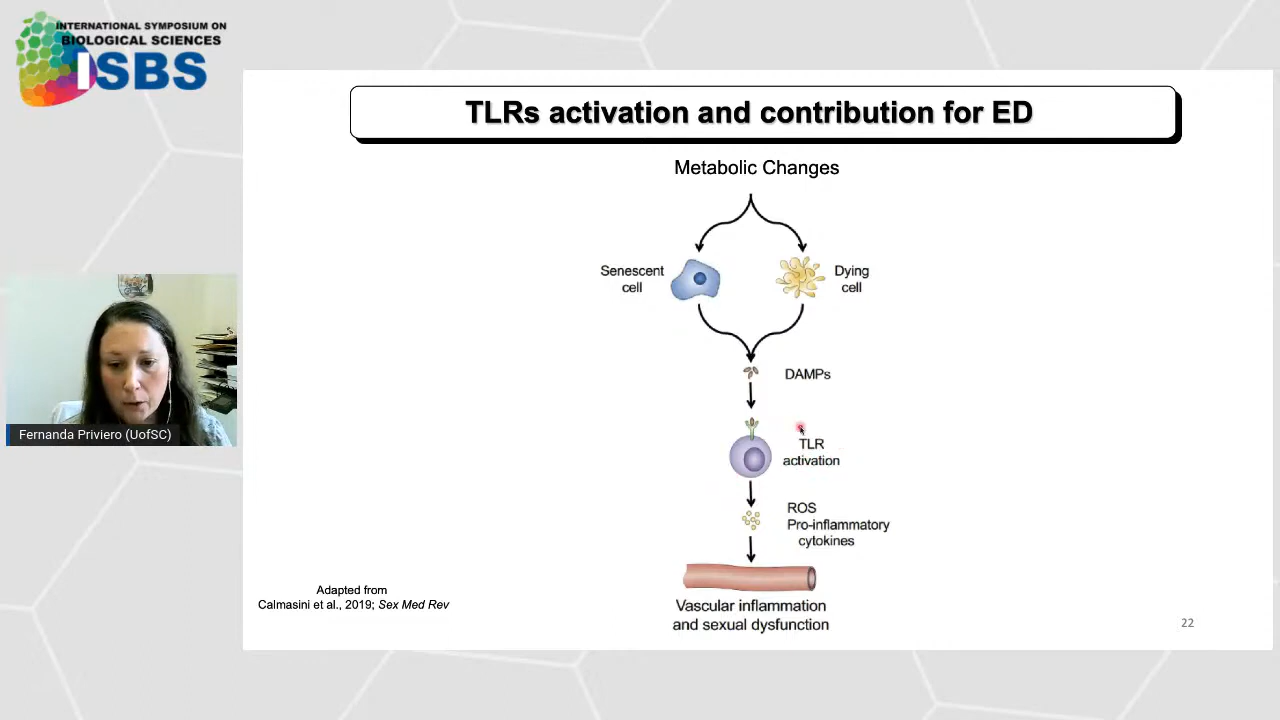 INTERNATIONAL SYMPOSIUM ON
BIOLOGICAL SCIENCES
ISBS
TLRs activation and contribution for ED
Metabolic Changes
Senescent
cell
Dying
cell
DAMPs
TLR
activation
ROS
Pro-inflammatory
cytokines
Vascular inflammation
and sexual dysfunction
Adapted from
Calmasini et al., 2019; Sex Med Rev
22
Fernanda Priviero (UofSC)